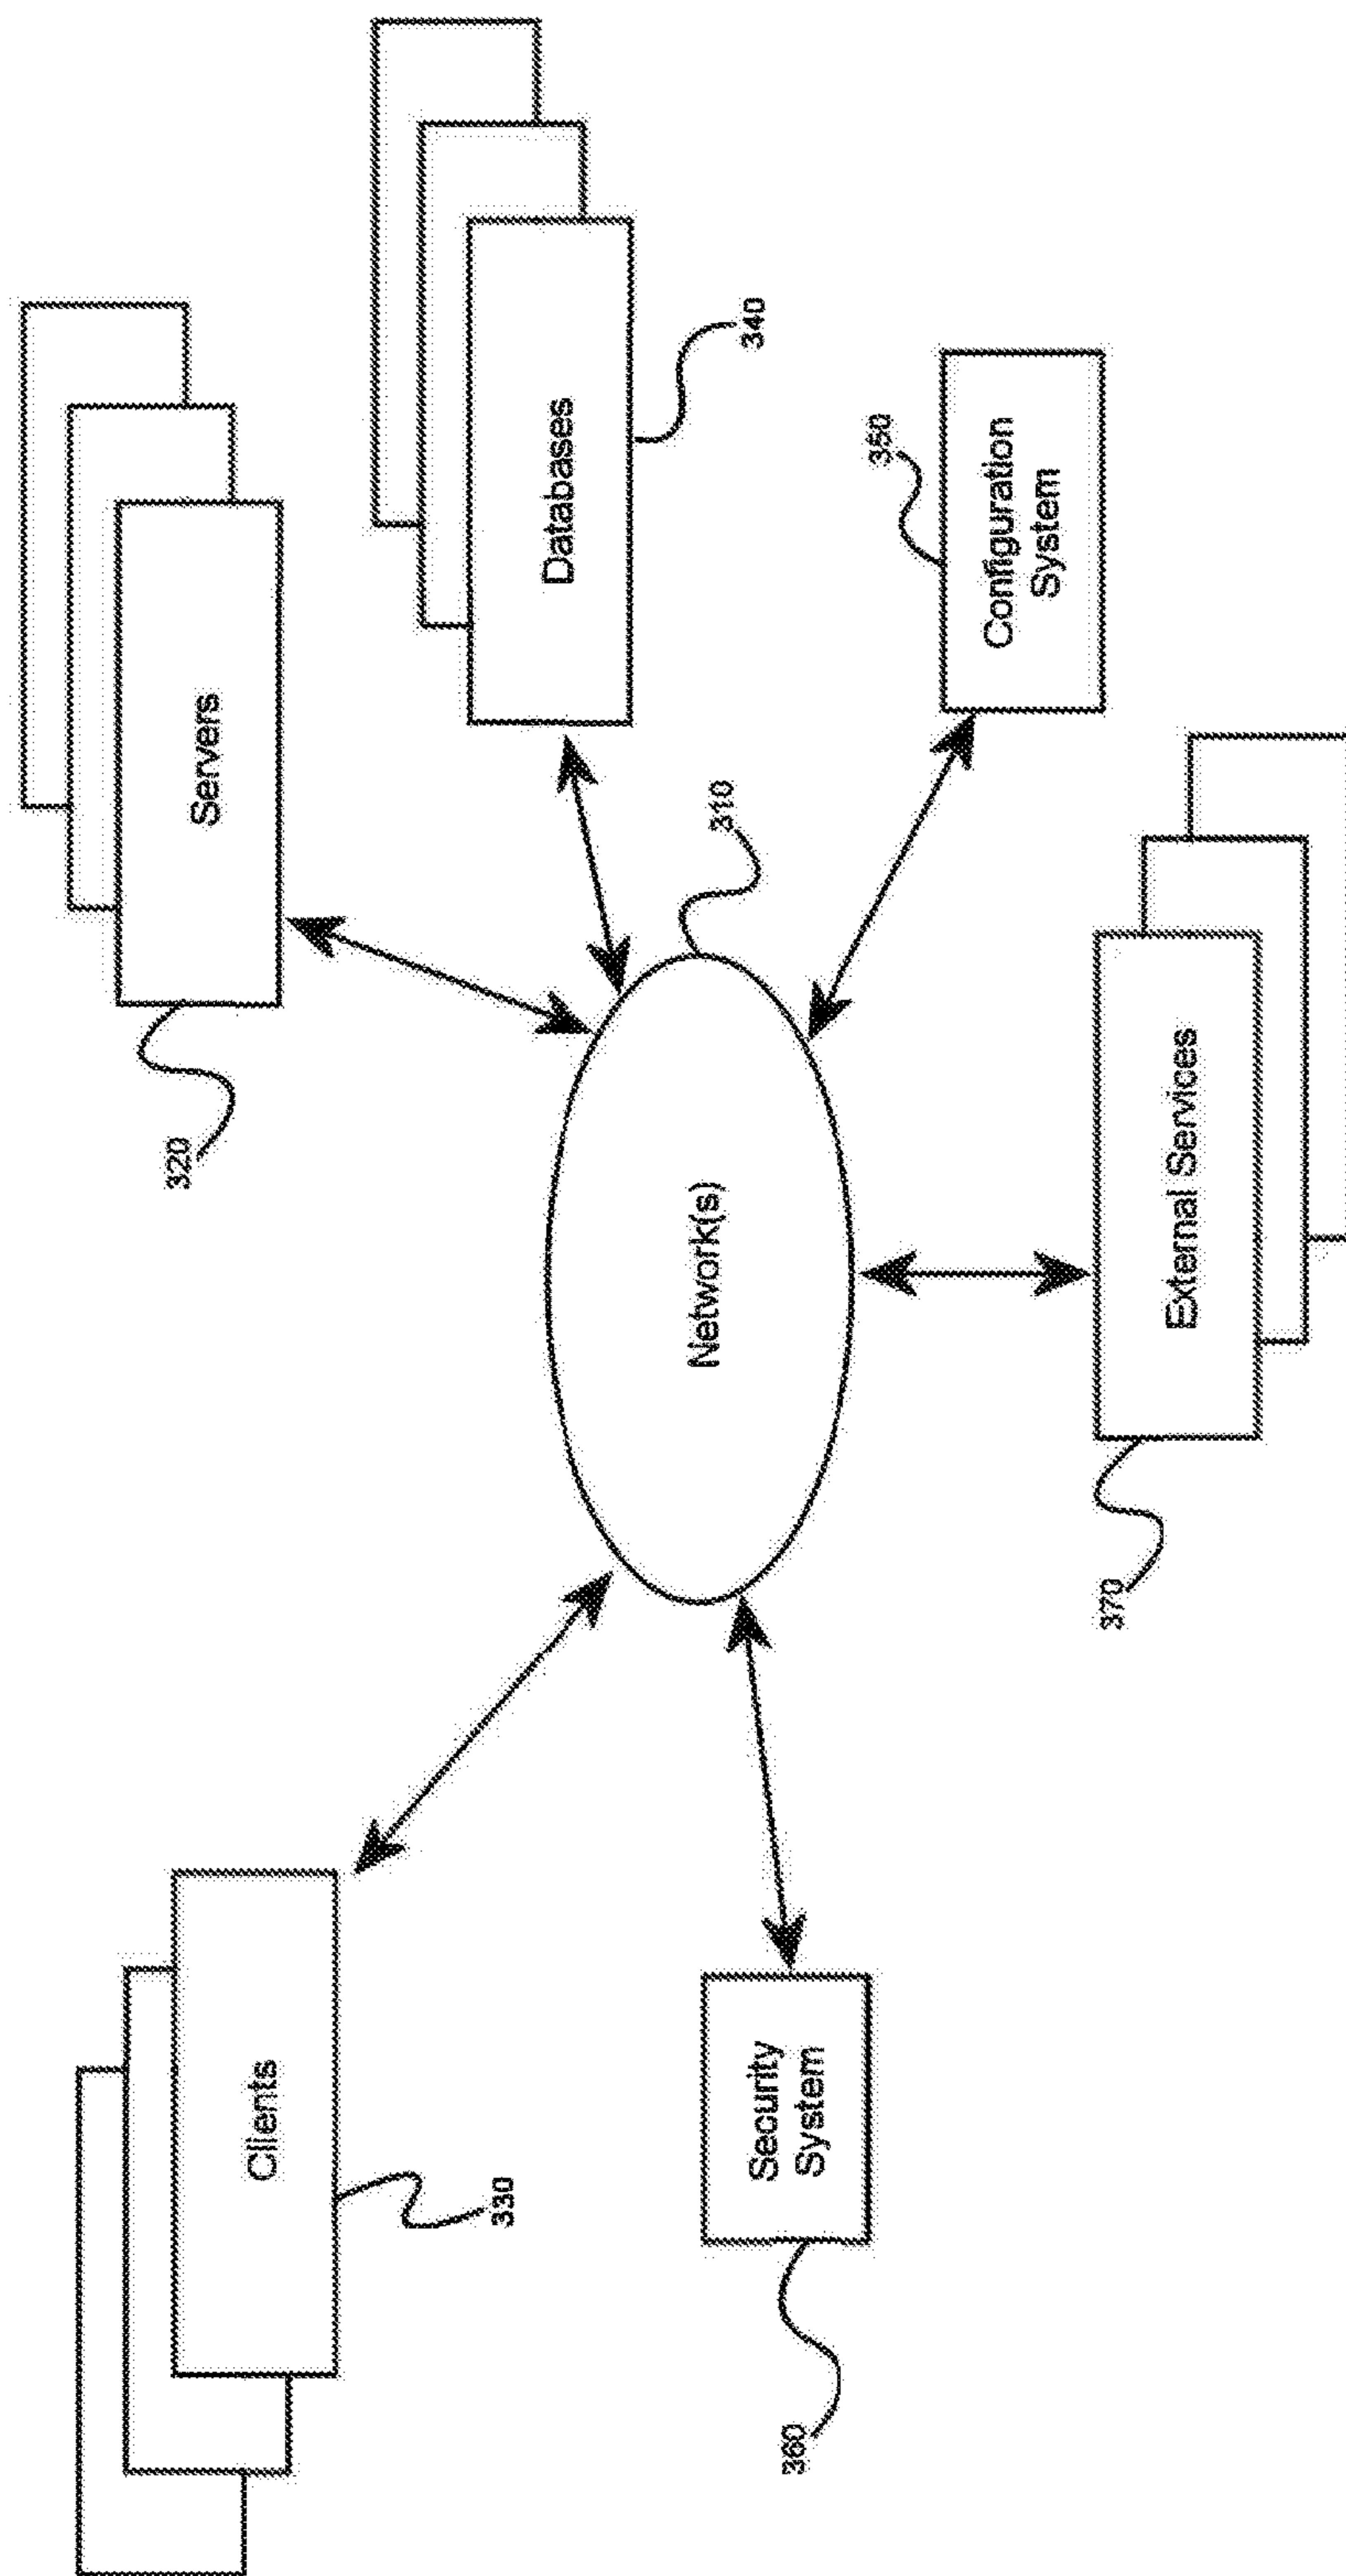 Clients
330
Servers
320
Databases
340
Network(s)
310
Security
System
360
External Services
370
Configuration
System
350